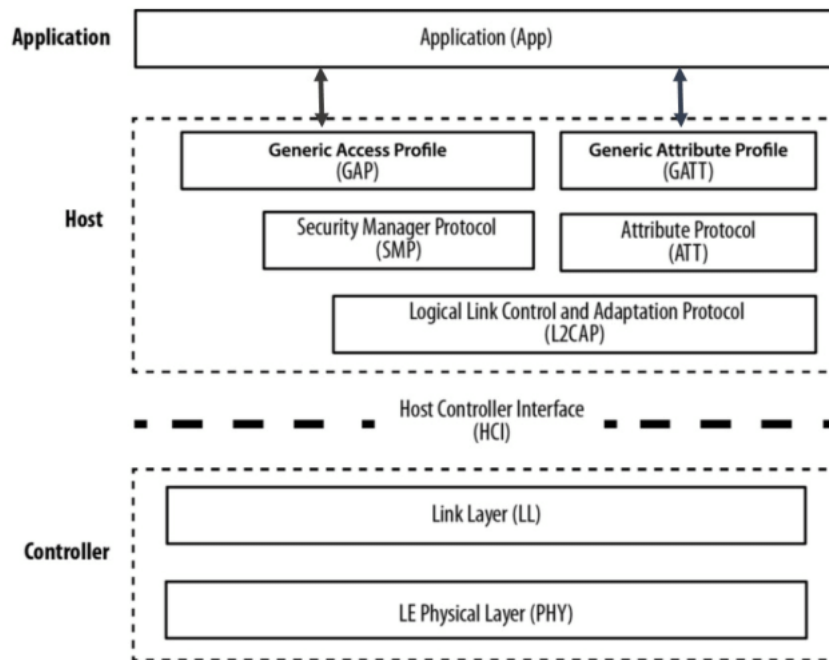 Application
Application (App)
Host
Generic Access Profile
(GAP)
Generic Attribute Profile
(GATT)
Security Manager Protocol
(SMP)
Attribute Protocol
(ATT)
Logical Link Control and Adaptation Protocol
(L2CAP)
Host Controller Interface
(HCI)
Controller
Link Layer (LL)
LE Physical Layer (PHY)